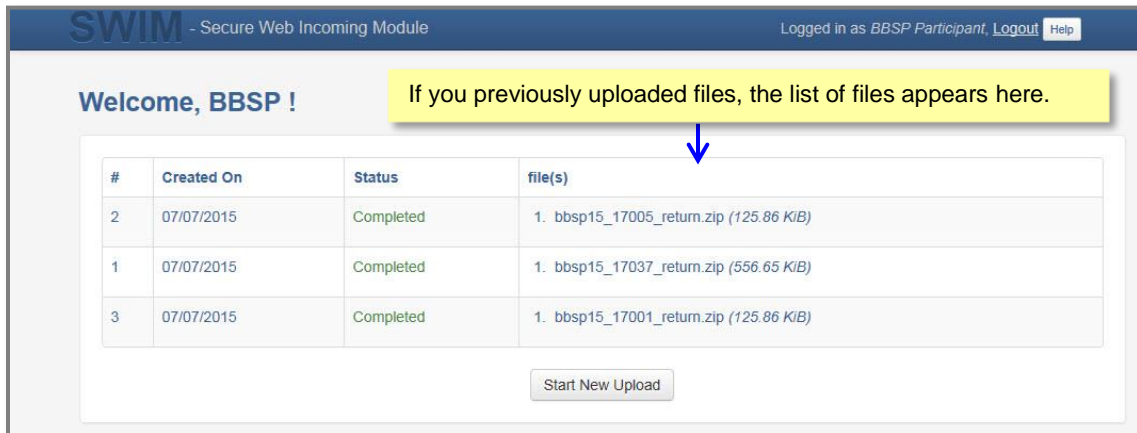 SWIM - Secure Web Incoming Module Logged in as BBSP Participant, Logout Help
Welcome, BBSP !
If you previously uploaded files, the list of files appears here.
# Created On Status file(s)
2 07/07/2015 Completed 1. bbsp15_17005_return.zip (125.86 KiB)
1 07/07/2015 Completed 1. bbsp15_17037_return.zip (556.65 KiB)
3 07/07/2015 Completed 1. bbsp15_17001_return.zip (125.86 KiB)
Start New Upload